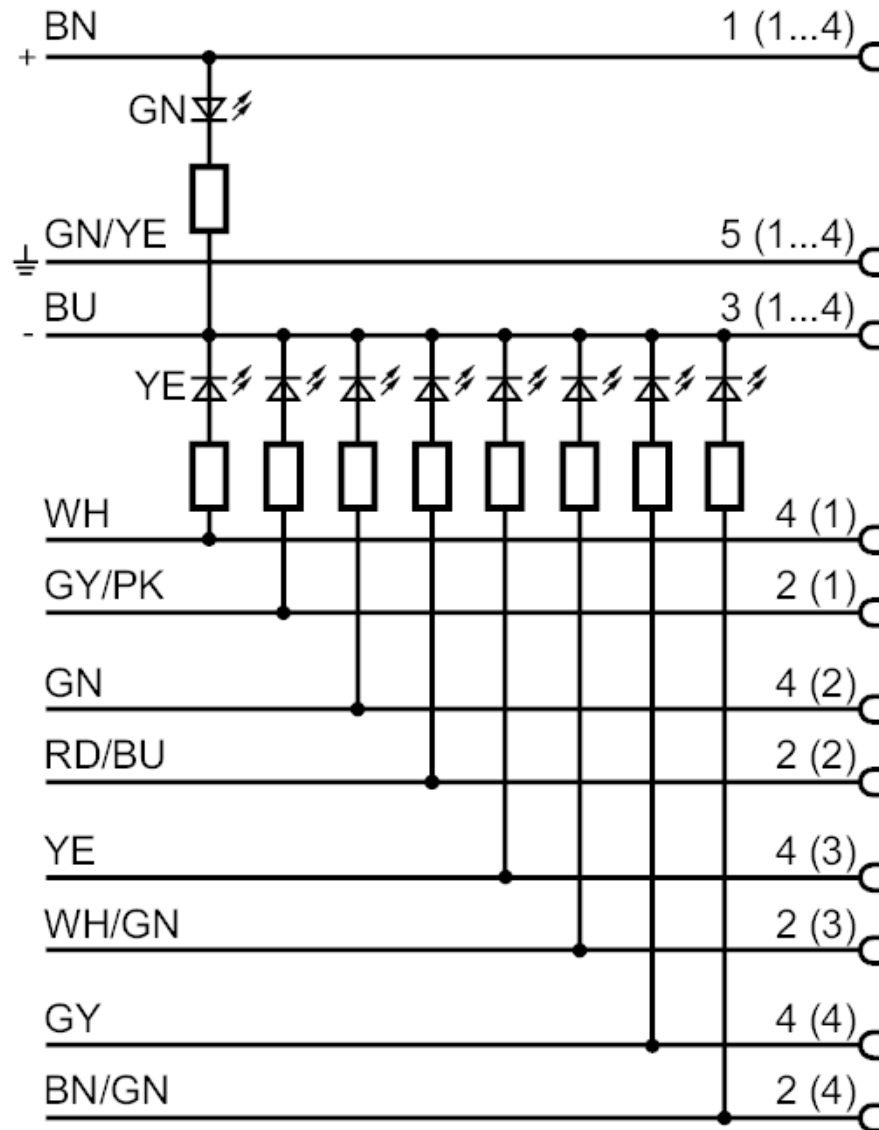 BN 1 (1...4)
+
GN
GN/YE 5 (1...4)
BU 3 (1...4)
-
YE
WH 4 (1)
GY/PK 2 (1)
GN 4 (2)
RD/BU 2 (2)
YE 4 (3)
WH/GN 2 (3)
GY 4 (4)
BN/GN 2 (4)